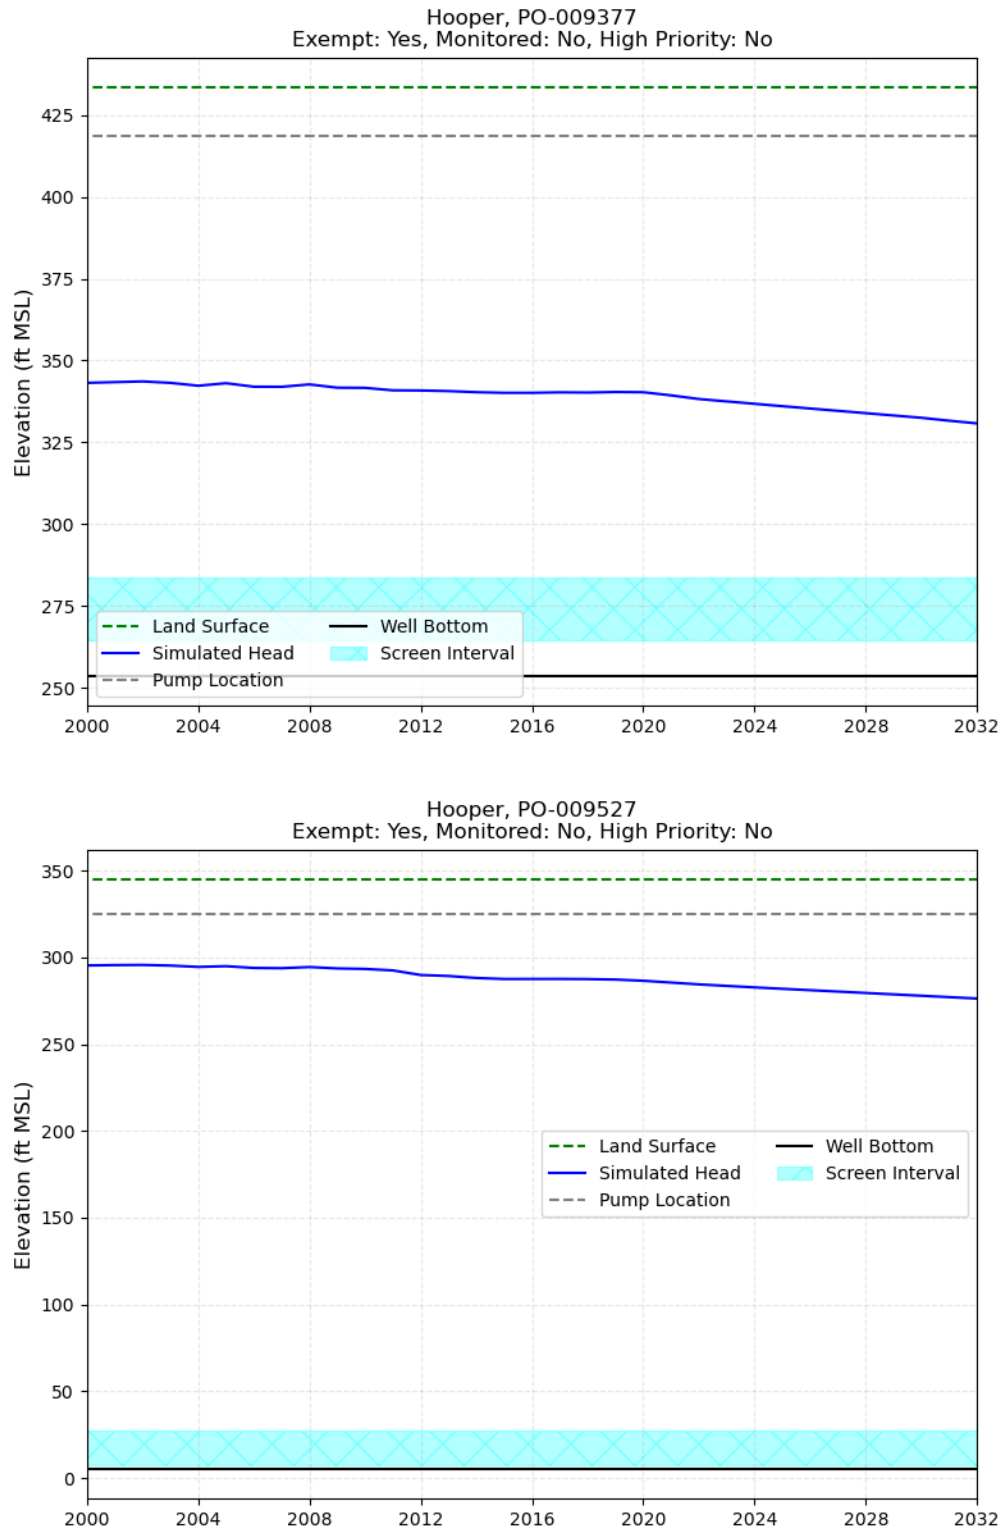 Hooper, PO-009377
Exempt: Yes, Monitored: No, High Priority: No
Elevation (ft MSL)
425
400
375
350
325
300
275
250
Land Surface
Simulated Head
Pump Location
Well Bottom
Screen Interval
2000 2004 2008 2012 2016 2020 2024 2028 2032
Hooper, PO-009527
Exempt: Yes, Monitored: No, High Priority: No
Elevation (ft MSL)
350
300
250
200
150
100
50
0
Land Surface
Simulated Head
Pump Location
Well Bottom
Screen Interval
2000 2004 2008 2012 2016 2020 2024 2028 2032